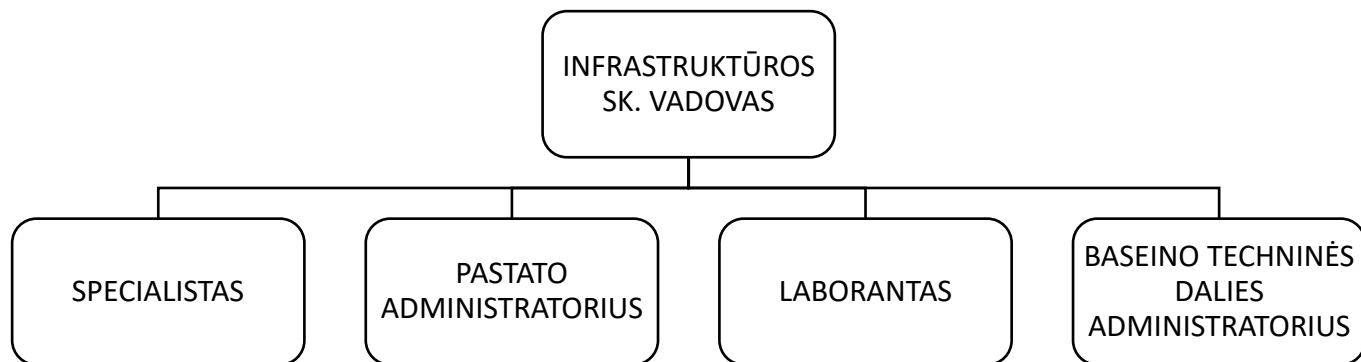 INFRASTRUKTŪROS
SK. VADOVAS
SPECIALISTAS
PASTATO
ADMINISTRATORIUS
LABORANTAS
BASEINO TECHNINĖS
DALIES
ADMINISTRATORIUS